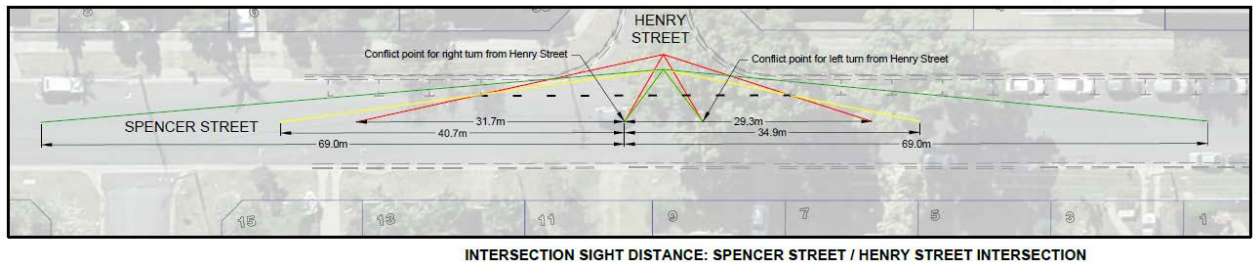 HENRY
STREET
Conflict point for right turn from Henry Street
Conflict point for left turn from Henry Street
SPENCER STREET
31.7m
29.3m
40.7m
34.9m
69.0m
69.0m
15
13
11
9
7
5
3
1
INTERSECTION SIGHT DISTANCE: SPENCER STREET / HENRY STREET INTERSECTION